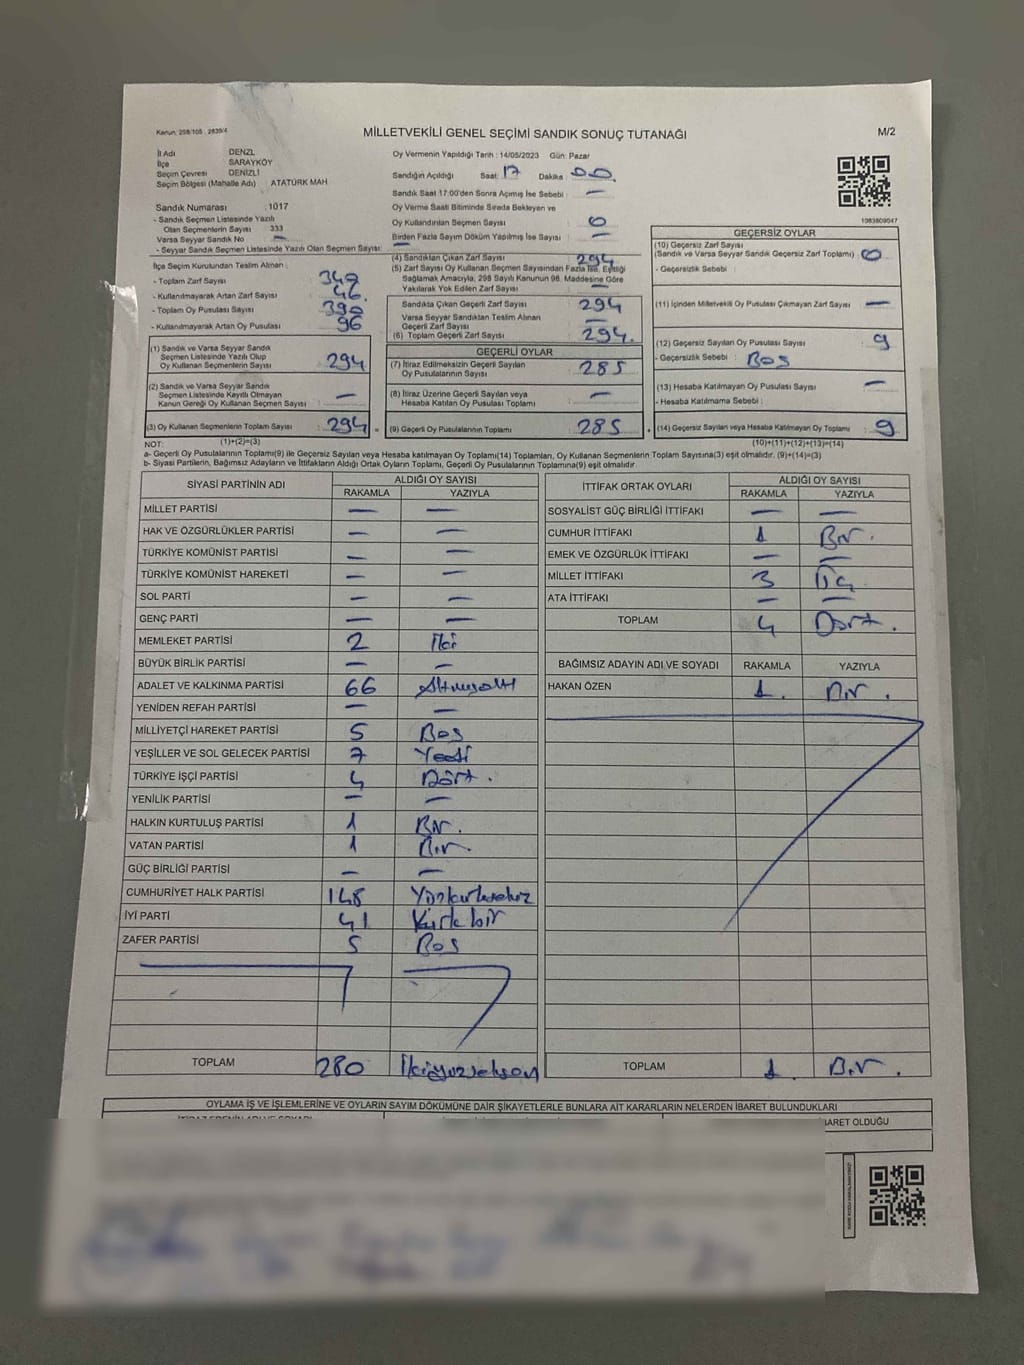 Kanun: 298/105 - 2839/4
MİLLETVEKİLİ GENEL SEÇİMİ SANDIK SONUÇ TUTANAĞI
M/2
İl Adı DENZL
İlçe SARAYKÖY
Seçim Çevresi DENİZLİ
Seçim Bölgesi (Mahalle Adı) ATATÜRK MAH
Oy Vermenin Yapıldığı Tarih : 14/05/2023 Gün: Pazar
Sandığın Açıldığı Saat: 17 Dakika : 00
Sandık Saat 17:00'den Sonra Açımış İse Sebebi : —
Oy Verme Saati Bitiminde Sırada Bekleyen ve
Oy Kullandırılan Seçmen Sayısı : 0
Birden Fazla Sayım Döküm Yapılmış İse Sayısı : —
Sandık Numarası : 1017
- Sandık Seçmen Listesinde Yazılı
Olan Seçmenlerin Sayısı : 333
Varsa Seyyar Sandık No : —
- Seyyar Sandık Seçmen Listesinde Yazılı Olan Seçmen Sayısı: —
İlçe Seçim Kurulundan Teslim Alınan :
- Toplam Zarf Sayısı : 340
- Kullanılmayarak Artan Zarf Sayısı : 46.
- Toplam Oy Pusulası Sayısı : 390
- Kullanılmayarak Artan Oy Pusulası : 96
(1) Sandık ve Varsa Seyyar Sandık
Seçmen Listesinde Yazılı Olup
Oy Kullanan Seçmenlerin Sayısı : 294
(2) Sandık ve Varsa Seyyar Sandık
Seçmen Listesinde Kayıtlı Olmayan
Kanun Gereği Oy Kullanan Seçmen Sayısı : —
(3) Oy Kullanan Seçmenlerin Toplam Sayısı : 294
(4) Sandıktan Çıkan Zarf Sayısı : 294
(5) Zarf Sayısı Oy Kullanan Seçmen Sayısından Fazla İse, Eşitliği
Sağlamak Amacıyla, 298 Sayılı Kanunun 98. Maddesine Göre
Yakılarak Yok Edilen Zarf Sayısı : —
Sandıkta Çıkan Geçerli Zarf Sayısı : 294
Varsa Seyyar Sandıktan Teslim Alınan
Geçerli Zarf Sayısı : —
(6) Toplam Geçerli Zarf Sayısı : 294.
GEÇERLİ OYLAR
(7) İtiraz Edilmeksizin Geçerli Sayılan
Oy Pusulalarının Sayısı : 285
(8) İtiraz Üzerine Geçerli Sayılan veya
Hesaba Katılan Oy Pusulası Toplamı : —
(9) Geçerli Oy Pusulalarının Toplamı : 285
1083809047
GEÇERSİZ OYLAR
(10) Geçersiz Zarf Sayısı
(Sandık ve Varsa Seyyar Sandık Geçersiz Zarf Toplamı) : 0
- Geçersizlik Sebebi :
(11) İçinden Milletvekili Oy Pusulası Çıkmayan Zarf Sayısı : —
(12) Geçersiz Sayılan Oy Pusulası Sayısı : 9
- Geçersizlik Sebebi : Boş
(13) Hesaba Katılmayan Oy Pusulası Sayısı : —
- Hesaba Katılmama Sebebi :
(14) Geçersiz Sayılan veya Hesaba Katılmayan Oy Toplamı : 9
NOT: (1)+(2)=(3)
(10)+(11)+(12)+(13)=(14)
a- Geçerli Oy Pusulalarının Toplamı(9) ile Geçersiz Sayılan veya Hesaba katılmayan Oy Toplamı(14) Toplamları, Oy Kullanan Seçmenlerin Toplam Sayısına(3) eşit olmalıdır. (9)+(14)=(3)
b- Siyasi Partilerin, Bağımsız Adayların ve İttifakların Aldığı Ortak Oyların Toplamı, Geçerli Oy Pusulalarının Toplamına(9) eşit olmalıdır
SİYASİ PARTİNİN ADI ALDIĞI OY SAYISI
RAKAMLA YAZIYLA
MİLLET PARTİSİ — —
HAK VE ÖZGÜRLÜKLER PARTİSİ — —
TÜRKİYE KOMÜNİST PARTİSİ — —
TÜRKİYE KOMÜNİST HAREKETİ — —
SOL PARTİ — —
GENÇ PARTİ — —
MEMLEKET PARTİSİ 2 İki
BÜYÜK BİRLİK PARTİSİ — —
ADALET VE KALKINMA PARTİSİ 66 Altmışaltı
YENİDEN REFAH PARTİSİ — —
MİLLİYETÇİ HAREKET PARTİSİ 5 Beş
YEŞİLLER VE SOL GELECEK PARTİSİ 7 Yedi
TÜRKİYE İŞÇİ PARTİSİ 4 Dört.
YENİLİK PARTİSİ — —
HALKIN KURTULUŞ PARTİSİ 1 Bir.
VATAN PARTİSİ 1 Bir.
GÜÇ BİRLİĞİ PARTİSİ — —
CUMHURİYET HALK PARTİSİ 148 Yüzkırksekiz
İYİ PARTİ 41 Kırkbir
ZAFER PARTİSİ 5 Beş
TOPLAM 280 İkiyüzseksen
İTTİFAK ORTAK OYLARI ALDIĞI OY SAYISI
RAKAMLA YAZIYLA
SOSYALİST GÜÇ BİRLİĞİ İTTİFAKI — —
CUMHUR İTTİFAKI 1 Bir.
EMEK VE ÖZGÜRLÜK İTTİFAKI — —
MİLLET İTTİFAKI 3 Üç
ATA İTTİFAKI — —
TOPLAM 4 Dört.
BAĞIMSIZ ADAYIN ADI VE SOYADI RAKAMLA YAZIYLA
HAKAN ÖZEN 1. Bir.
TOPLAM 1. Bir.
OYLAMA İŞ VE İŞLEMLERİNE VE OYLARIN SAYIM DÖKÜMÜNE DAİR ŞİKAYETLERLE BUNLARA AİT KARARLARIN NELERDEN İBARET BULUNDUKLARI
BARET OLDUĞU